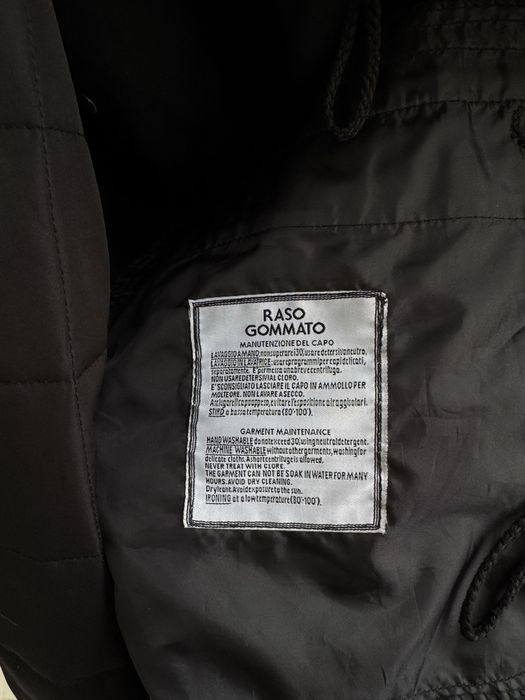 RASO
GOMMATO
MANUTENZIONE DEL CAPO
LAVAGGIO A MANO: non superare i 30°, usare detersivo neutro.
LAVAGGIO IN LAVATRICE: usare programmi per capi delicati,
separatamente. E' permessa una breve centrifuga.
NON USARE DETERSIVI AL CLORO.
E' SCONSIGLIATO LASCIARE IL CAPO IN AMMOLLO PER
MOLTE ORE. NON LAVARE A SECCO.
Asciugare il capo appeso, evitare l'esposizione ai raggi solari.
STIRO a bassa temperatura (80°-100°).
GARMENT MAINTENANCE
HAND WASHABLE do not exceed 30°, using neutral detergent.
MACHINE WASHABLE without other garments, washing for
delicate cloths. A short centrifuge is allowed.
NEVER TREAT WITH CLORE.
THE GARMENT CAN NOT BE SOAK IN WATER FOR MANY
HOURS. AVOID DRY CLEANING.
Dry leant. Avoid exposure to the sun.
IRONING at a low temperature (80°-100°).